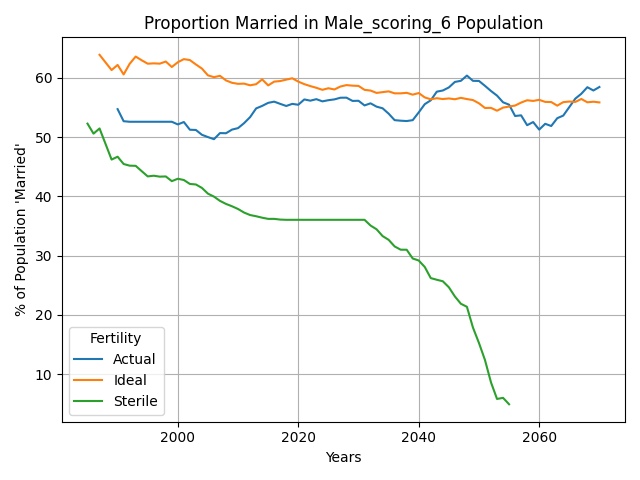 Proportion Married in Male_scoring_6 Population
% of Population 'Married'
60
50
40
30
20
10
Fertility
Actual
Ideal
Sterile
2000 2020 2040 2060
Years